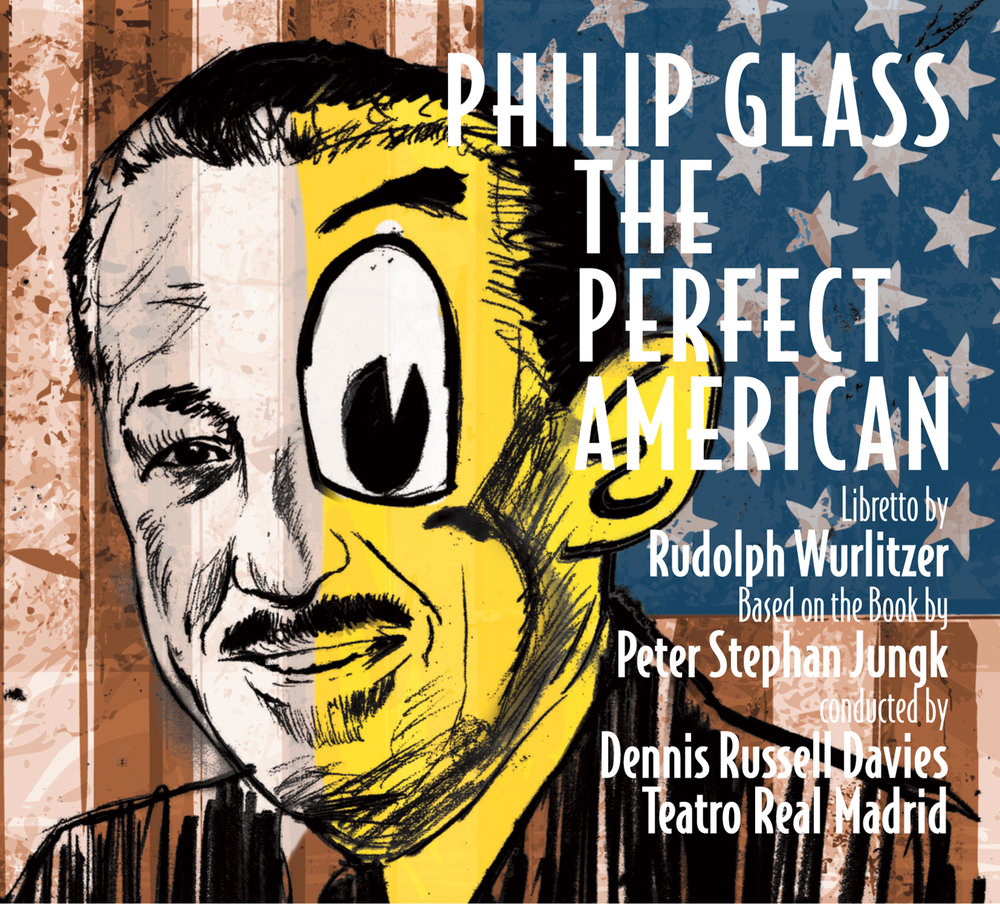 PHILIP GLASS
THE
PERFECT
AMERICAN
Libretto by
Rudolph Wurlitzer
Based on the Book by
Peter Stephan Jungk
conducted by
Dennis Russell Davies
Teatro Real Madrid